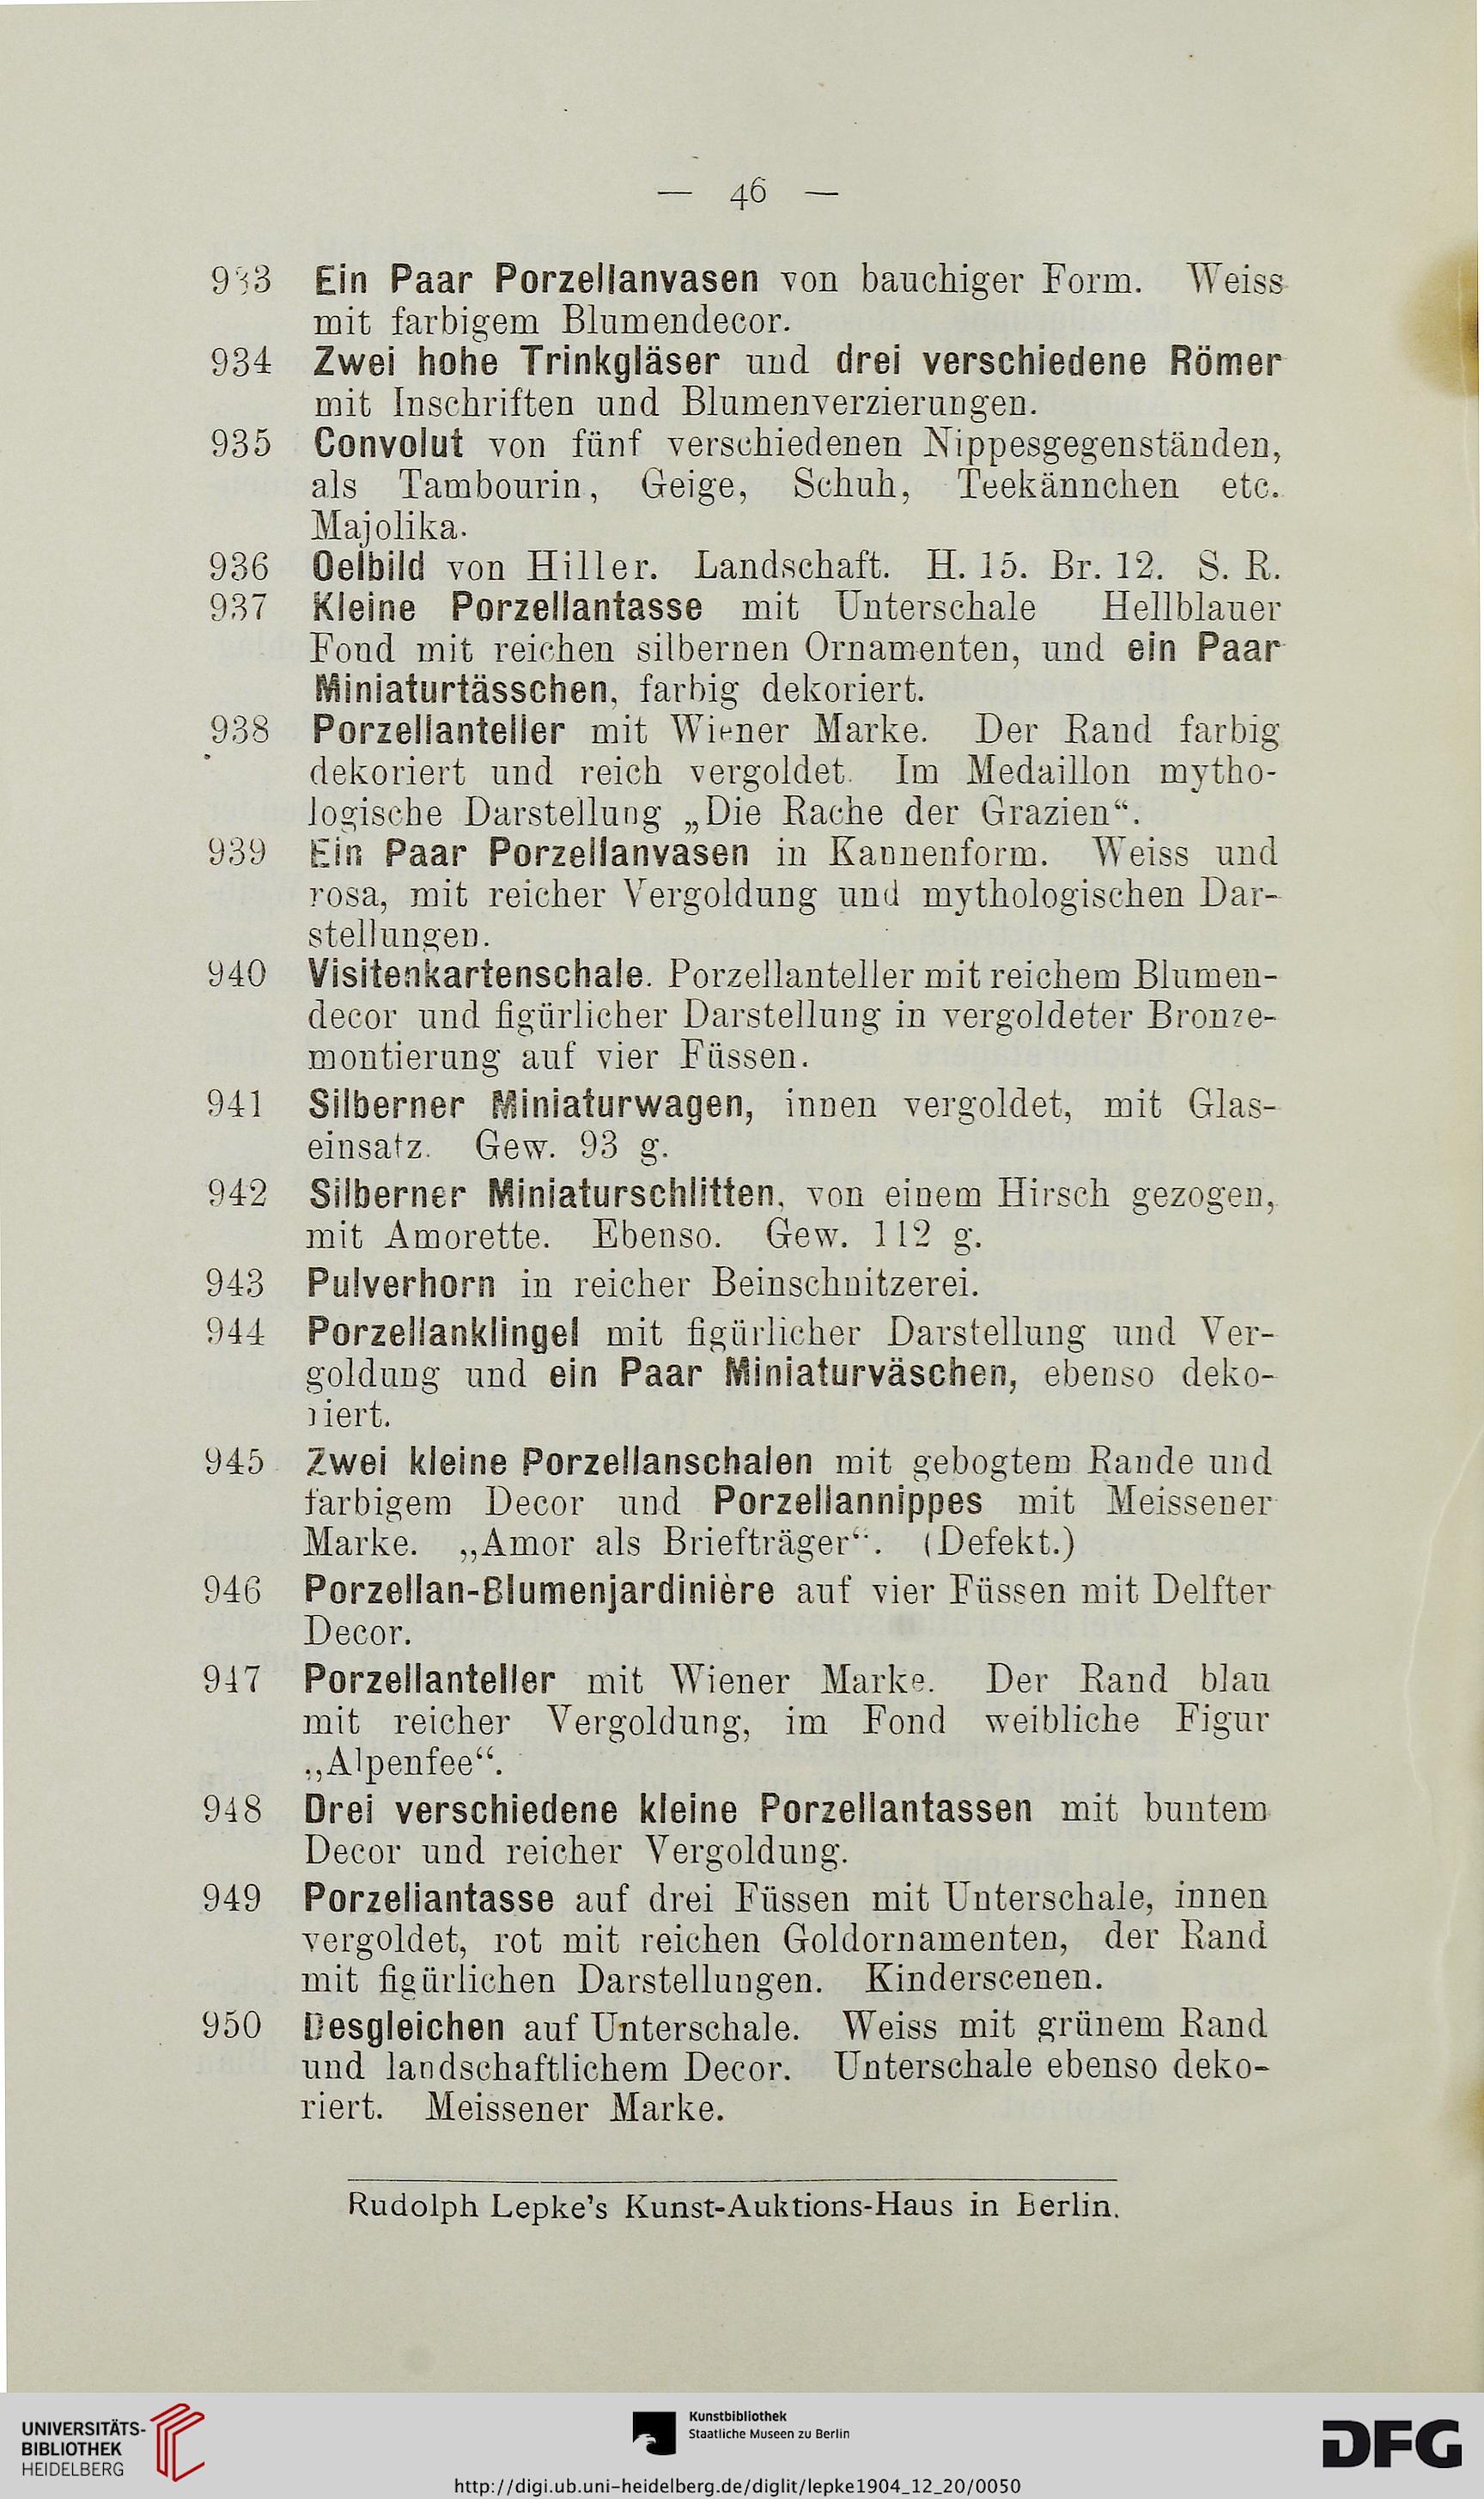 — 46 —
933 Ein Paar Porzellanvasen von bauchiger Form. Weiss
mit farbigem Blumendecor.
934 Zwei hohe Trinkgläser und drei verschiedene Römer
mit Inschriften und Blumenverzierungen.
935 Convolut von fünf verschiedenen Nippesgegenständen,
als Tambourin, Geige, Schuh, Teekännchen etc.
Majolika.
936 Oelbild von Hiller. Landschaft. H. 15. Br. 12. S. R.
937 Kleine Porzellantasse mit Unterschale Hellblauer
Fond mit reichen silbernen Ornamenten, und ein Paar
Miniaturtässchen, farbig dekoriert.
938 Porzellanteller mit Wiener Marke. Der Rand farbig
dekoriert und reich vergoldet. Im Medaillon mytho-
logische Darstellung „Die Rache der Grazien“.
939 Ein Paar Porzellanvasen in Kannenform. Weiss und
rosa, mit reicher Vergoldung und mythologischen Dar-
stellungen.
940 Visitenkartenschale. Porzellanteller mit reichem Blumen-
decor und figürlicher Darstellung in vergoldeter Bronze-
montierung auf vier Füssen.
941 Silberner Miniaturwagen, innen vergoldet, mit Glas-
einsatz. Gew. 93 g.
942 Silberner Miniaturschlitten, von einem Hirsch gezogen,
mit Amorette. Ebenso. Gew. 112 g.
943 Pulverhorn in reicher Beinschnitzerei.
944 Porzellanklingel mit figürlicher Darstellung und Ver-
goldung und ein Paar Miniaturväschen, ebenso deko-
riert.
945 Zwei kleine Porzellanschalen mit gebogtem Rande und
farbigem Decor und Porzellannippes mit Meissener
Marke. „Amor als Briefträger“. (Defekt.)
946 Porzellan-Blumenjardinière auf vier Füssen mit Delfter
Decor.
947 Porzellanteller mit Wiener Marke. Der Rand blau
mit reicher Vergoldung, im Fond weibliche Figur
„Alpenfee“.
948 Drei verschiedene kleine Porzellantassen mit buntem
Decor und reicher Vergoldung.
949 Porzellantasse auf drei Füssen mit Unterschale, innen
vergoldet, rot mit reichen Goldornamenten, der Rand
mit figürlichen Darstellungen. Kinderscenen.
950 Desgleichen auf Unterschale. Weiss mit grünem Rand
und landschaftlichem Decor. Unterschale ebenso deko-
riert. Meissener Marke.
Rudolph Lepke's Kunst-Auktions-Haus in Berlin.
UNIVERSITÄTS-
BIBLIOTHEK
HEIDELBERG
Kunstbibliothek
Staatliche Museen zu Berlin
DFG
http://digi.ub.uni-heidelberg.de/diglit/lepke1904_12_20/0050